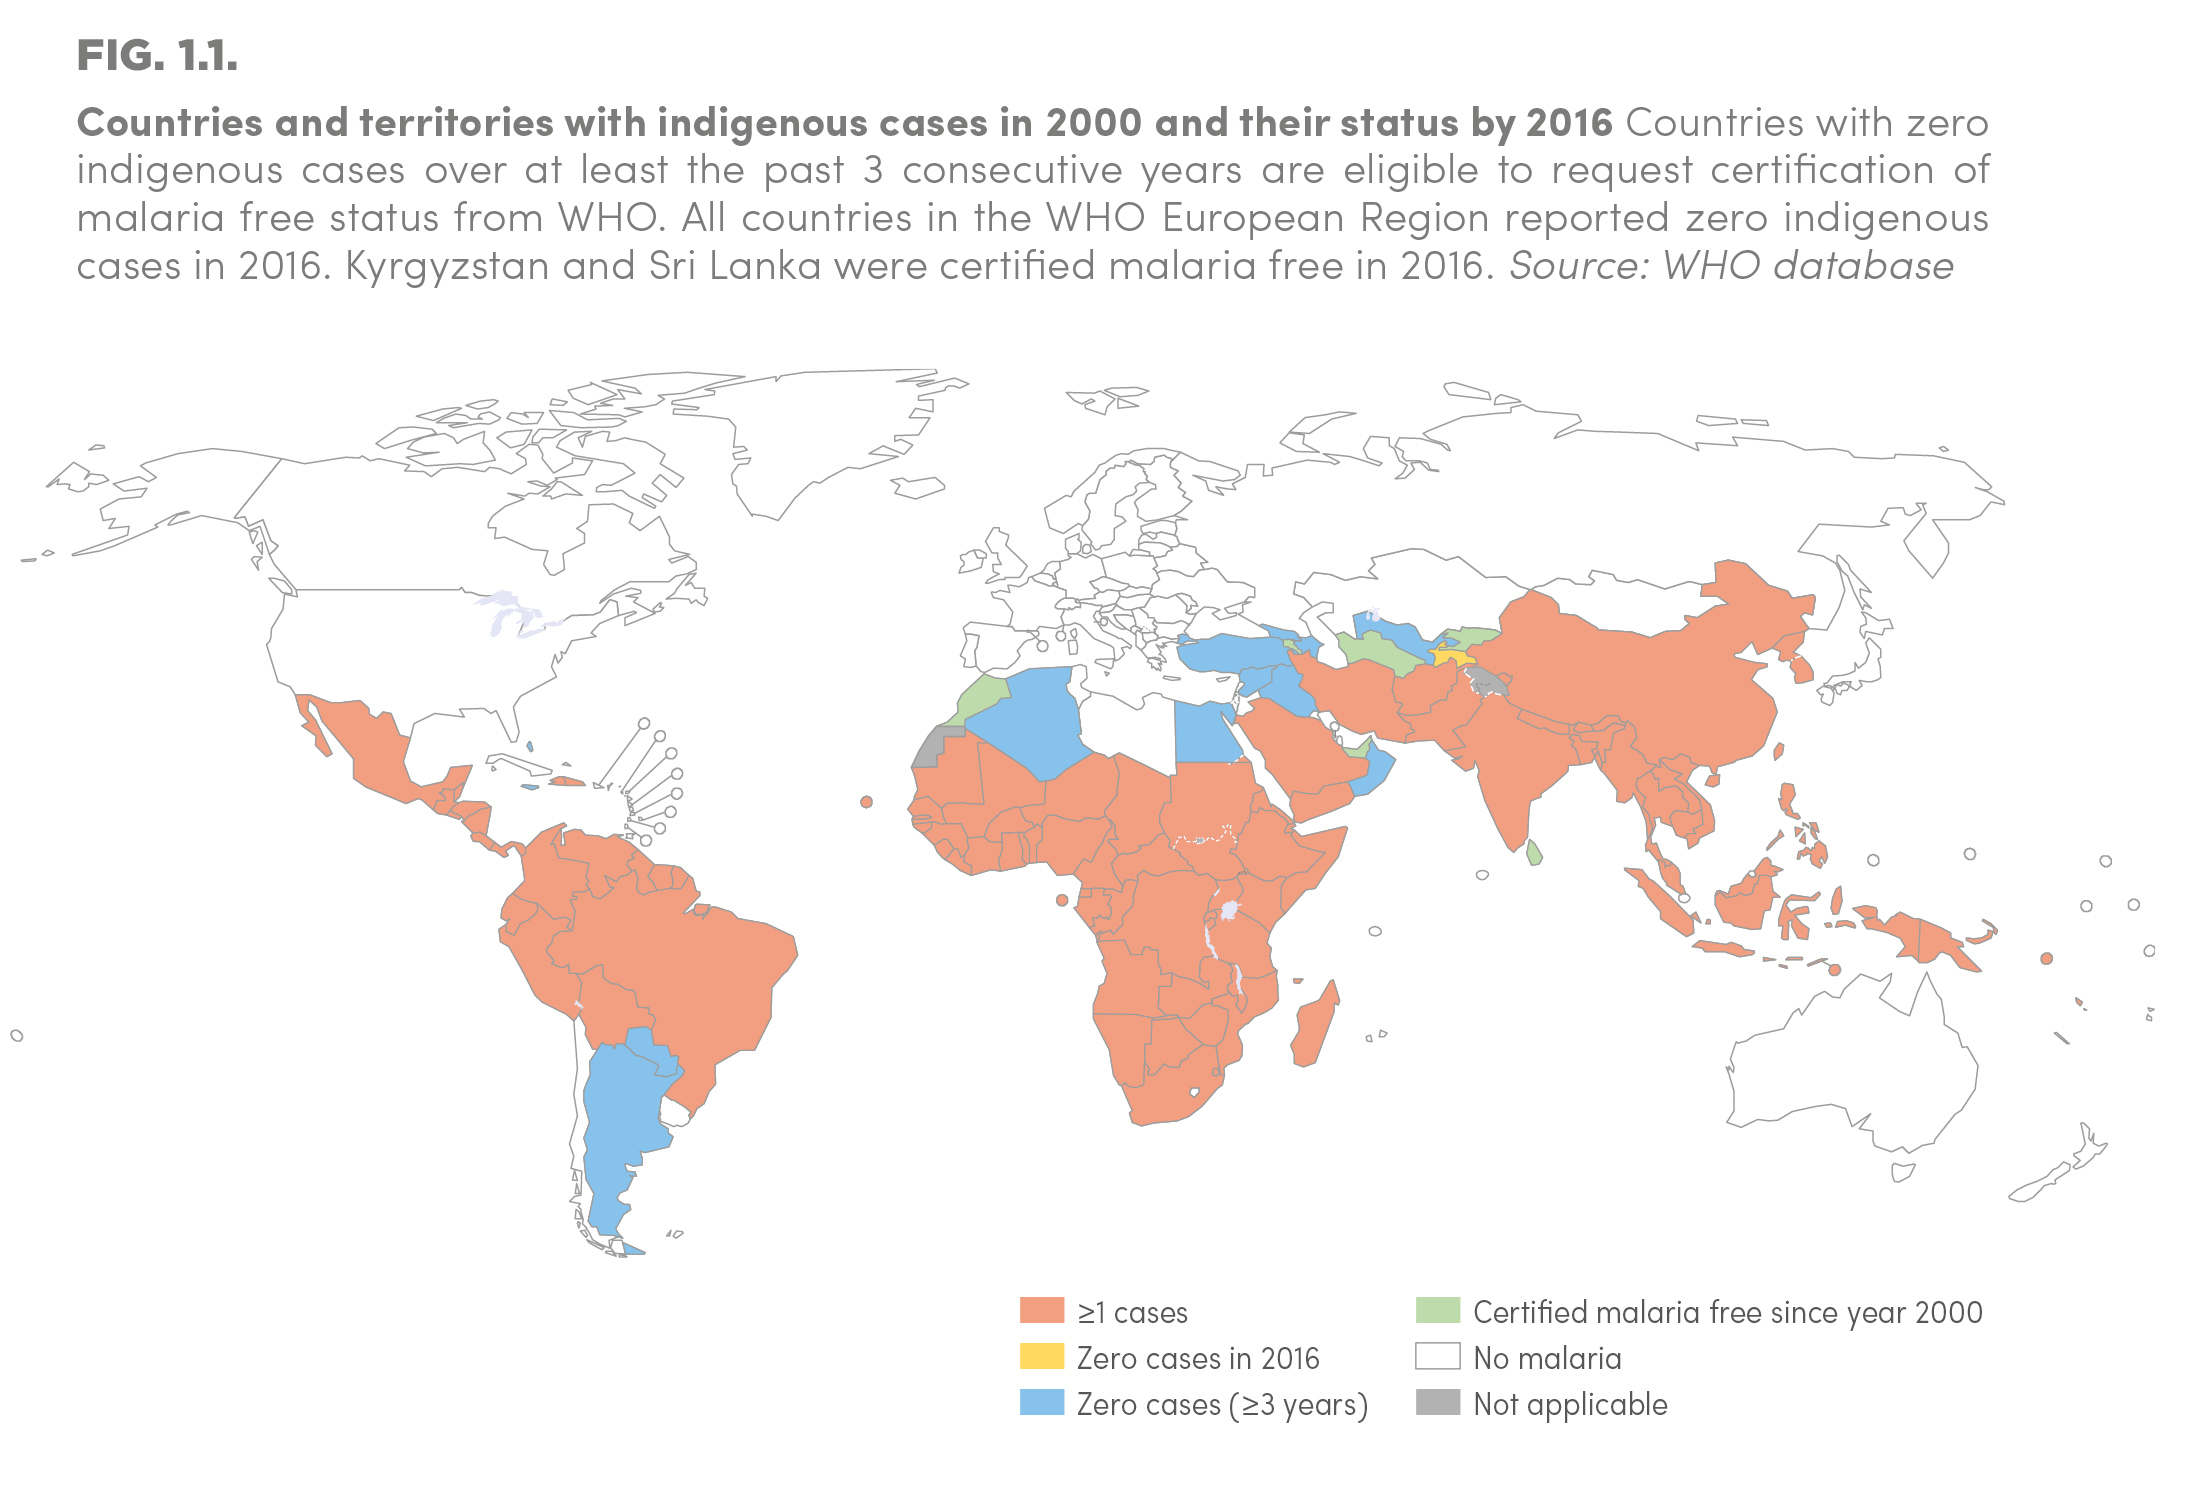 FIG. 1.1.
Countries and territories with indigenous cases in 2000 and their status by 2016 Countries with zero
indigenous cases over at least the past 3 consecutive years are eligible to request certification of
malaria free status from WHO. All countries in the WHO European Region reported zero indigenous
cases in 2016. Kyrgyzstan and Sri Lanka were certified malaria free in 2016. Source: WHO database
≥1 cases
Zero cases in 2016
Zero cases (≥3 years)
Certified malaria free since year 2000
No malaria
Not applicable